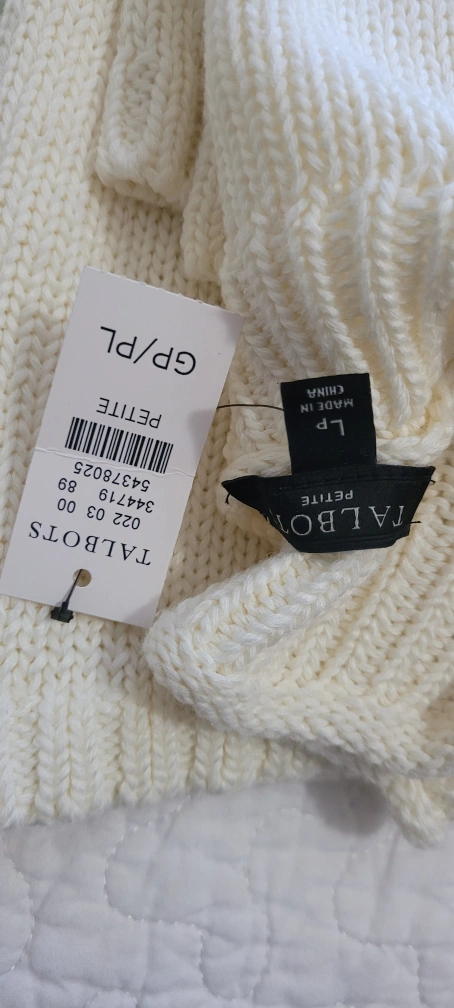 TALBOTS
022 03 00
344719 89
54378025
PETITE
GP/PL
TALBOTS
PETITE
LP
MADE IN
CHINA